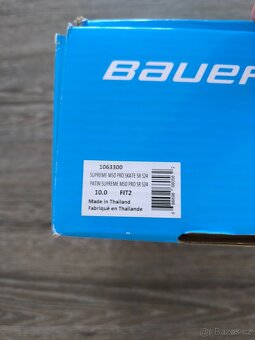 BAUER
1063300
SUPREME M50 PRO SKATE SR S24
PATIN SUPREME M50 PRO SR S24
10.0 FIT2
Made in Thailand
Fabriqué en Thaïlande
Bazos.cz